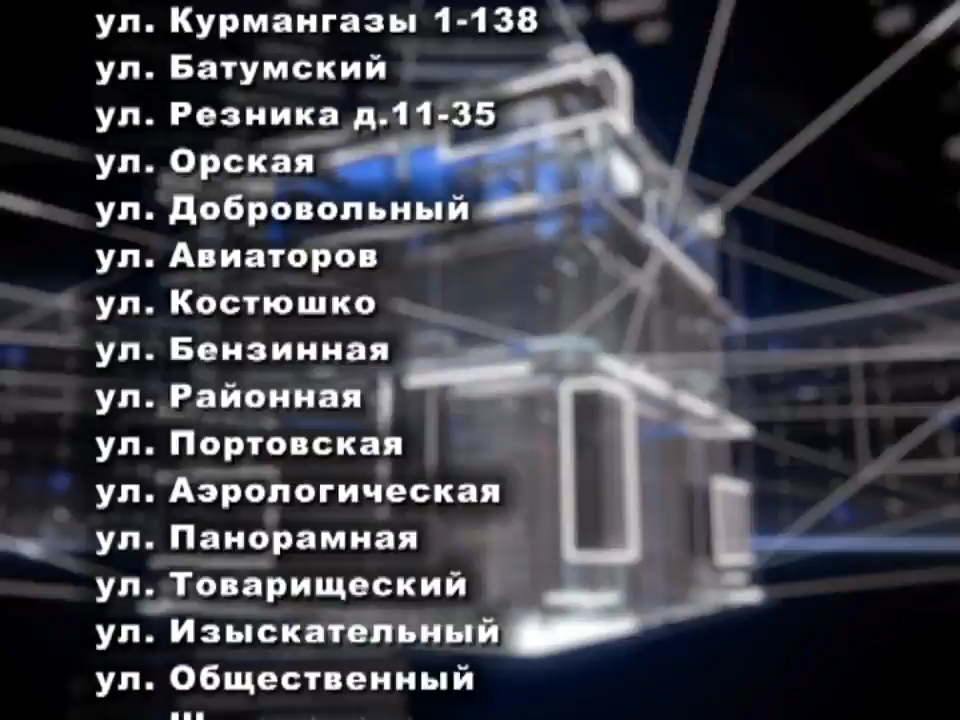 ул. Курмангазы 1-138
ул. Батумский
ул. Резника д.11-35
ул. Орская
ул. Добровольный
ул. Авиаторов
ул. Костюшко
ул. Бензинная
ул. Районная
ул. Портовская
ул. Аэрологическая
ул. Панорамная
ул. Товарищеский
ул. Изыскательный
ул. Общественный